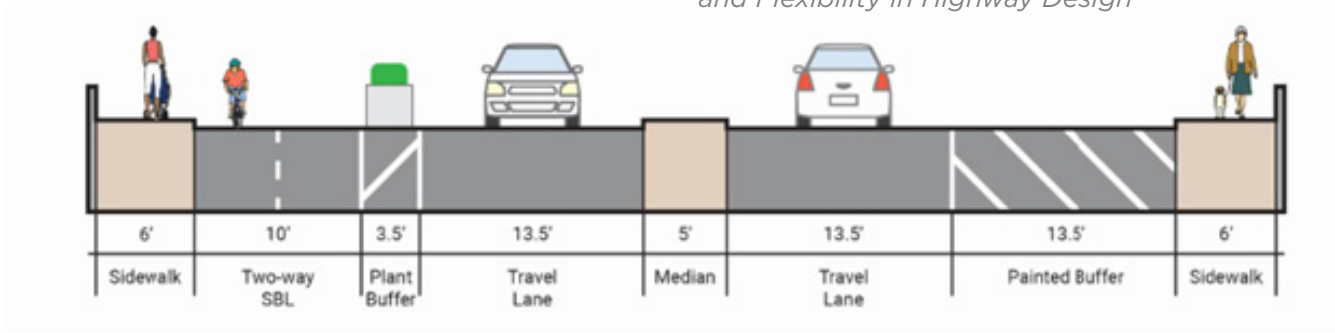 and Flexibility in Highway Design
6' 10' 3.5' 13.5' 5' 13.5' 13.5' 6'
Sidewalk Two-way Plant Travel Median Travel Painted Buffer Sidewalk
SBL Buffer Lane Lane